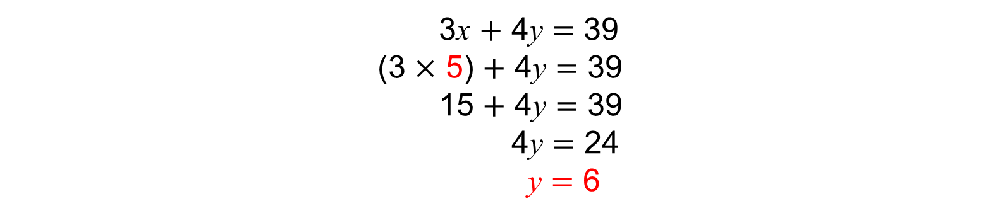 3x + 4y = 39
(3 × 5) + 4y = 39
15 + 4y = 39
4y = 24
y = 6